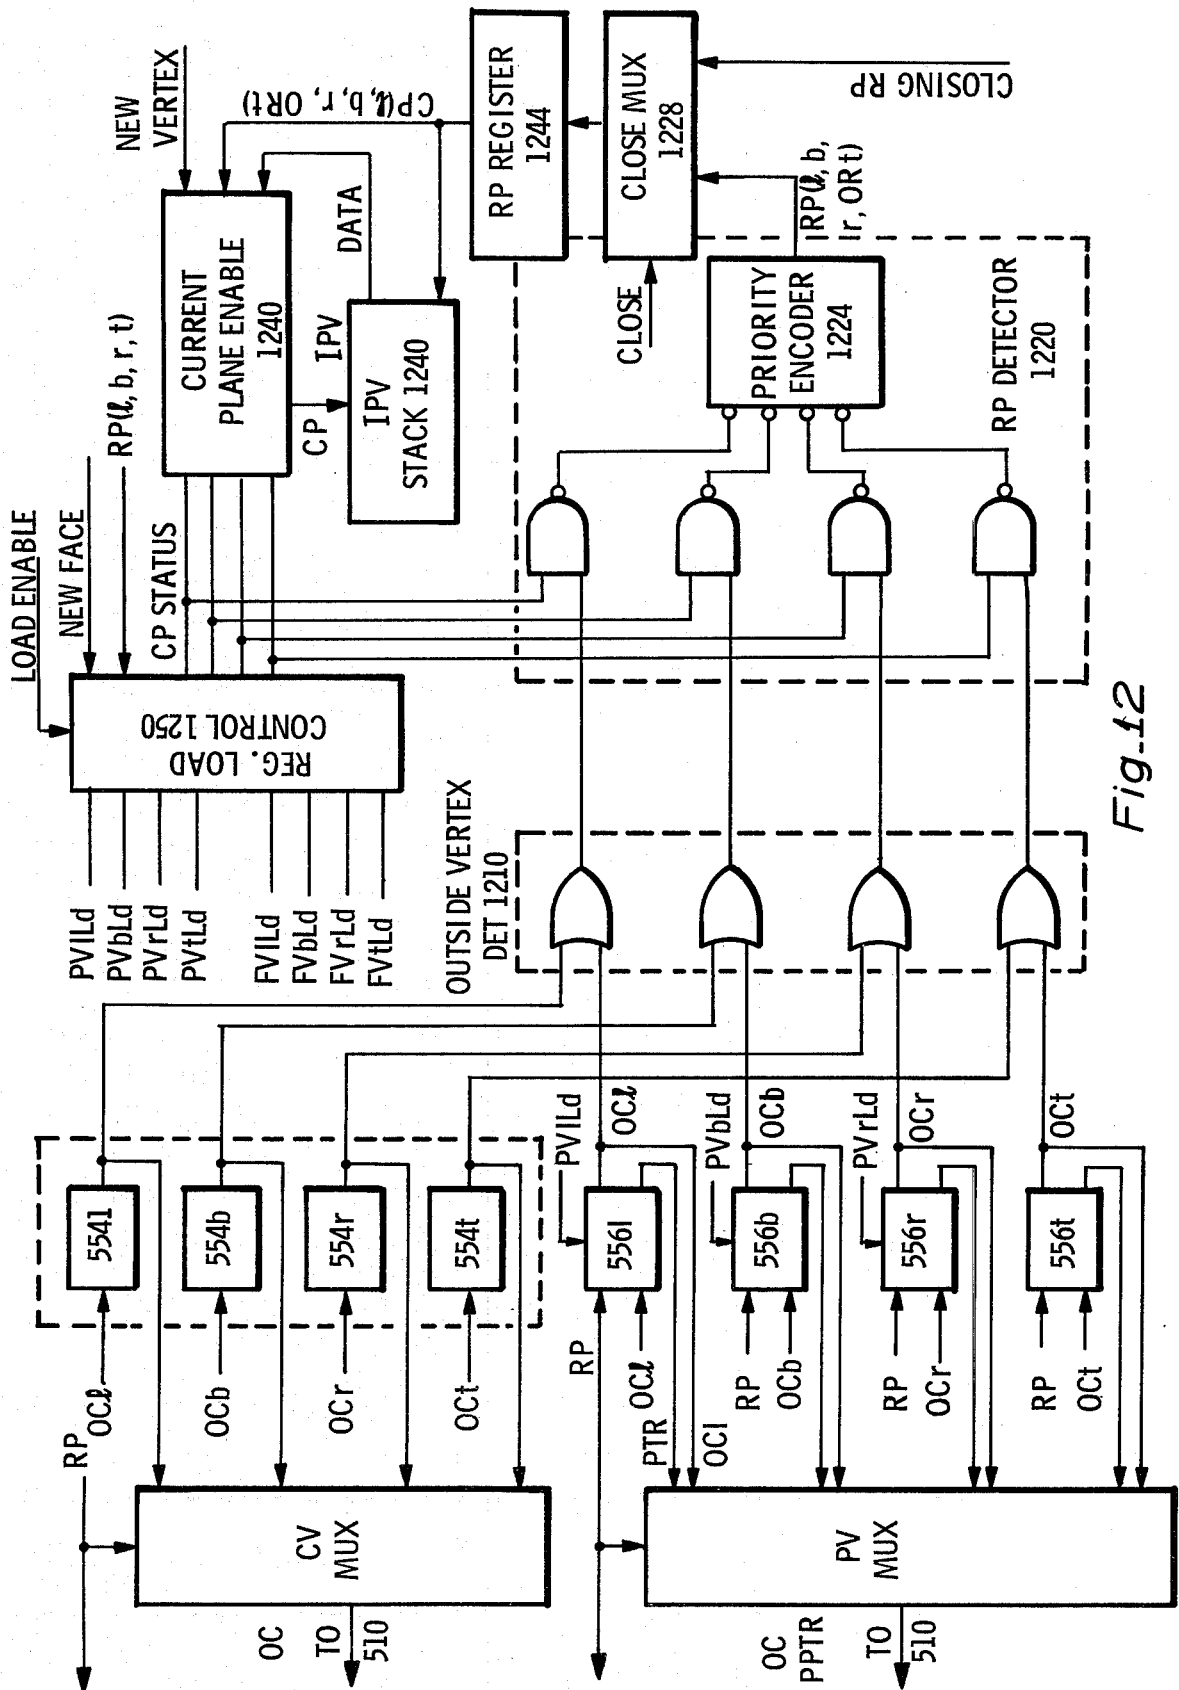 NEW
VERTEX
LOAD ENABLE
NEW FACE
RP(ℓ, b, r, t)
CP STATUS
CURRENT
PLANE ENABLE
1240
CP
IPV
DATA
IPV
STACK 1240
CP(ℓ, b, r, ORt)
RP REGISTER
1244
CLOSE MUX
1228
CLOSE
CLOSING RP
RP(ℓ, b,
r, ORt)
PRIORITY
ENCODER
1224
RP DETECTOR
1220
REG. LOAD
CONTROL 1250
PVlLd
PVbLd
PVrLd
PVtLd
FVlLd
FVbLd
FVrLd
FVtLd
OUTSIDE VERTEX
DET 1210
554l
554b
554r
554t
OCℓ
OCb
OCr
OCt
RP
CV
MUX
OC
TO
510
PVlLd
OCℓ
PVbLd
OCb
PVrLd
OCr
OCt
556l
556b
556r
556t
RP
OCℓ
RP
OCb
RP
OCr
RP
OCt
PTR
OCl
PV
MUX
OC
PPTR
TO
510
Fig-12